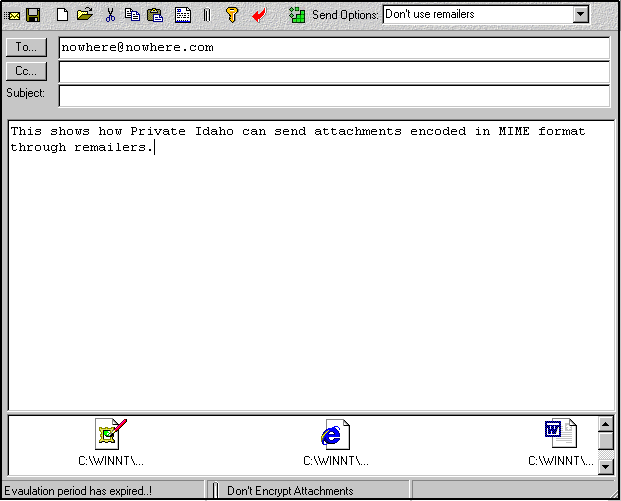 Send Options: Don't use remailers
To... nowhere@nowhere.com
Cc...
Subject:
This shows how Private Idaho can send attachments encoded in MIME format
through remailers.
C:\WINNT\... C:\WINNT\... C:\WINNT\...
Evaulation period has expired..! Don't Encrypt Attachments